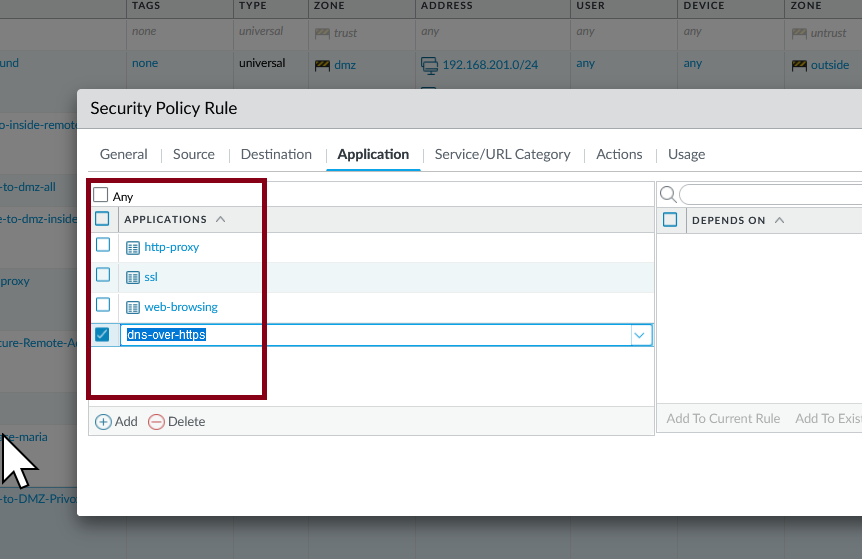 TAGS TYPE ZONE ADDRESS USER DEVICE ZONE
none universal trust any any any untrust
und none universal dmz 192.168.201.0/24 any any outside
Security Policy Rule
o-inside-remote
General Source Destination Application Service/URL Category Actions Usage
-to-dmz-all
Any
e-to-dmz-inside
APPLICATIONS DEPENDS ON
http-proxy
proxy
ssl
web-browsing
dns-over-https
cure-Remote-Ac
Add Delete Add To Current Rule Add To Exis
re-maria
-to-DMZ-Privox